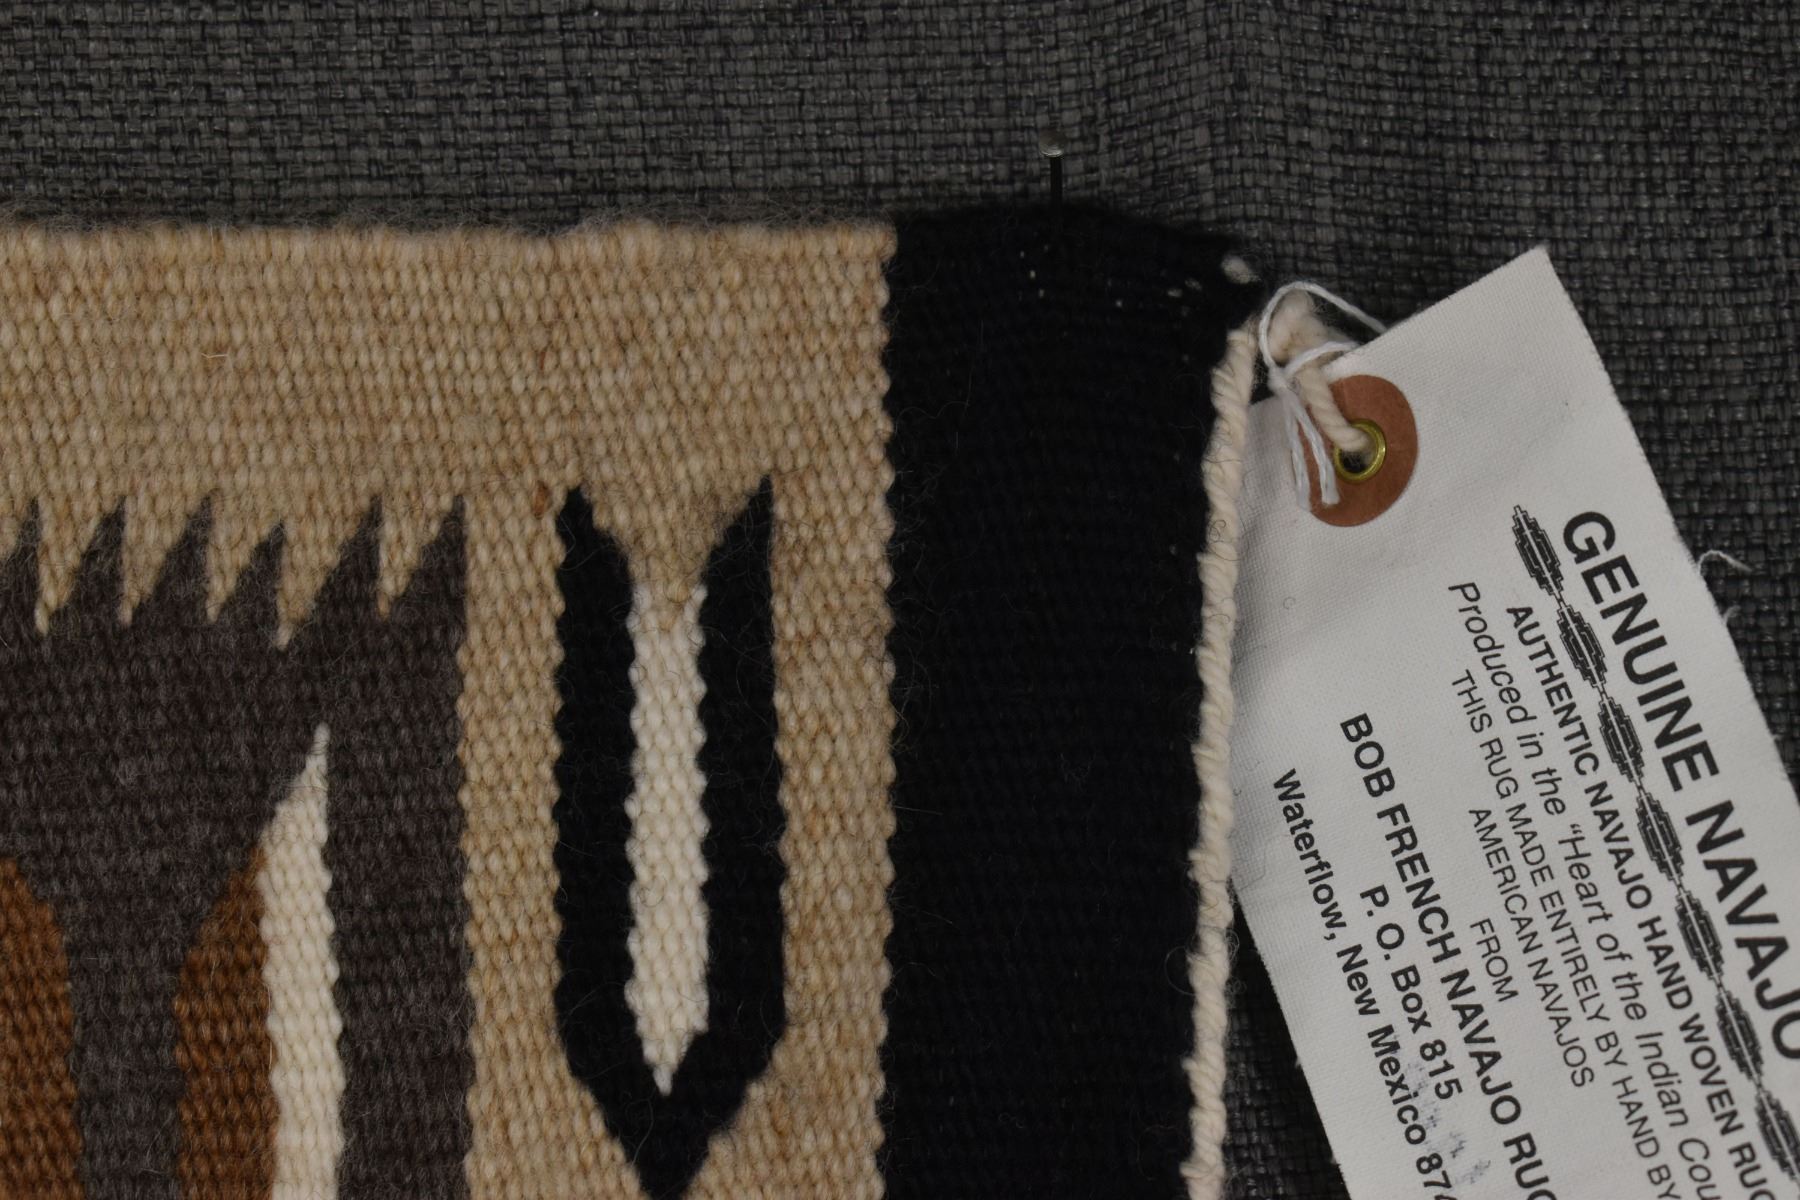 GENUINE NAVAJO
AUTHENTIC NAVAJO HAND WOVEN RUG
Produced in the “Heart of the Indian
THIS RUG MADE ENTIRELY BY HAND BY
AMERICAN NAVAJOS
FROM
BOB FRENCH NAVAJO RUG
P. O. Box 815
Waterflow, New Mexico 874